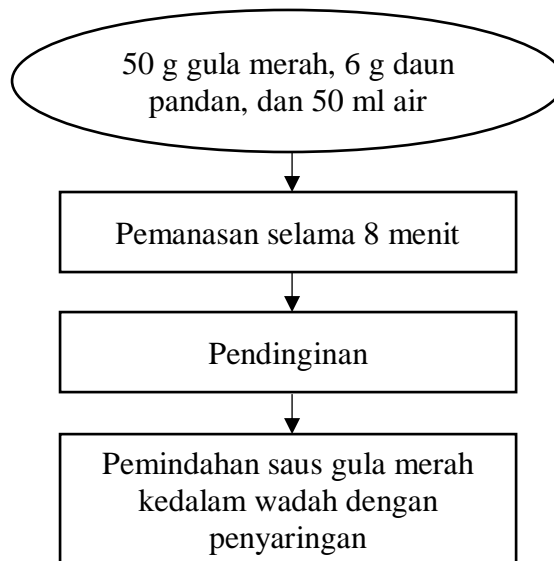 50 g gula merah, 6 g daun
pandan, dan 50 ml air
Pemanasan selama 8 menit
Pendinginan
Pemindahan saus gula merah
kedalam wadah dengan
penyaringan